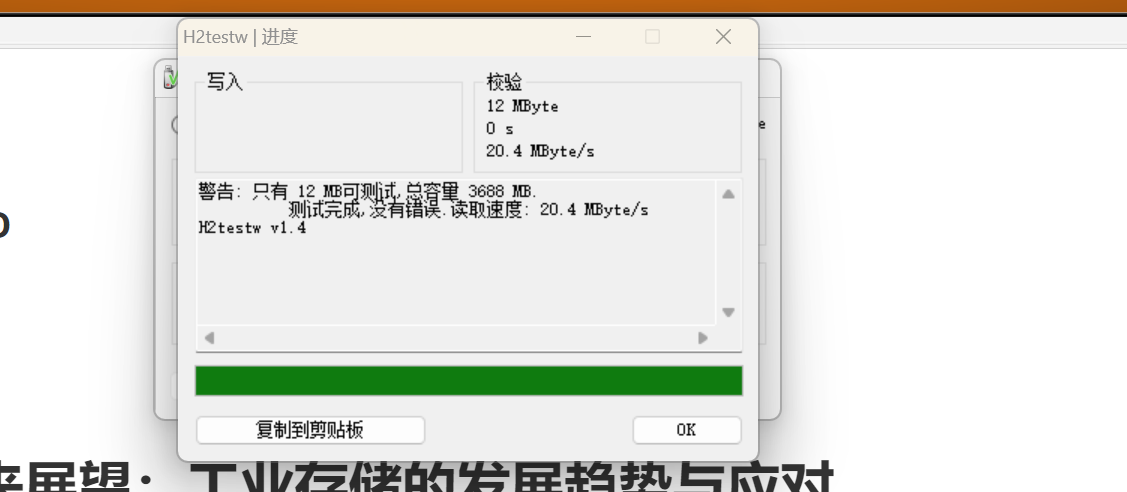 H2testw | 进度
写入
校验
12 MByte
0 s
20.4 MByte/s
警告: 只有 12 MB可测试,总容量 3688 MB.
测试完成,没有错误.读取速度: 20.4 MByte/s
H2testw v1.4
复制到剪贴板
OK
来展望：工业存储的发展趋势与应对